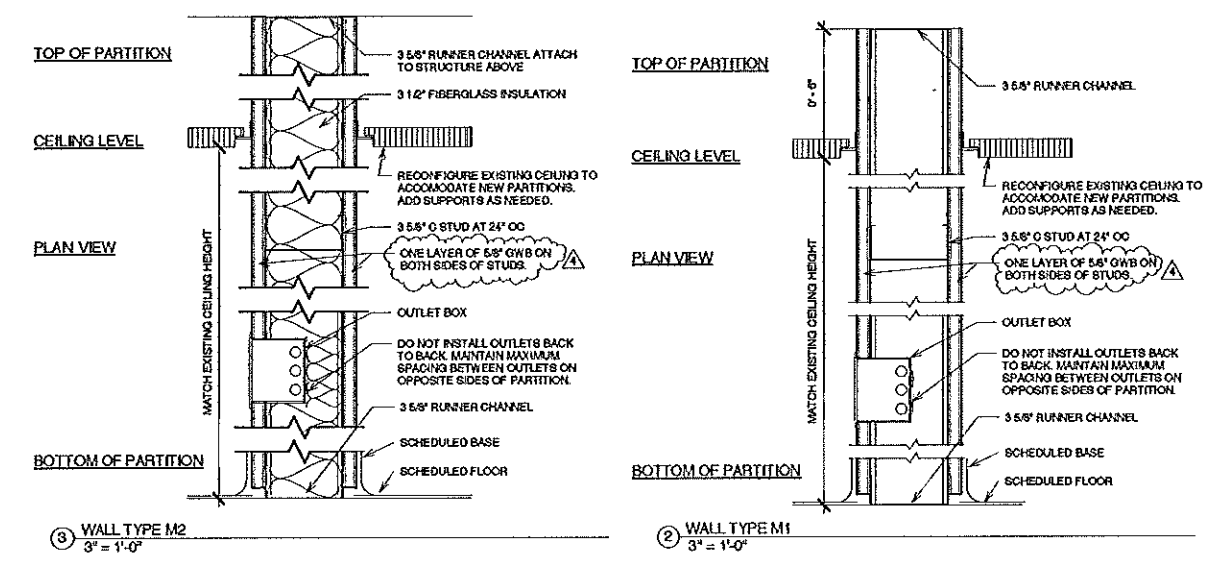 TOP OF PARTITION
3 5/8" RUNNER CHANNEL ATTACH
TO STRUCTURE ABOVE
3 1/2" FIBERGLASS INSULATION
CEILING LEVEL
RECONFIGURE EXISTING CEILING TO
ACCOMODATE NEW PARTITIONS.
ADD SUPPORTS AS NEEDED.
3 5/8" C STUD AT 24" OC
PLAN VIEW
ONE LAYER OF 5/8" GWB ON
BOTH SIDES OF STUDS.
4
MATCH EXISTING CEILING HEIGHT
OUTLET BOX
DO NOT INSTALL OUTLETS BACK
TO BACK. MAINTAIN MAXIMUM
SPACING BETWEEN OUTLETS ON
OPPOSITE SIDES OF PARTITION.
3 5/8" RUNNER CHANNEL
SCHEDULED BASE
BOTTOM OF PARTITION
SCHEDULED FLOOR
3 WALL TYPE M2
3" = 1'-0"
TOP OF PARTITION
0' - 6"
3 5/8" RUNNER CHANNEL
CEILING LEVEL
RECONFIGURE EXISTING CEILING TO
ACCOMODATE NEW PARTITIONS.
ADD SUPPORTS AS NEEDED.
3 5/8" C STUD AT 24" OC
PLAN VIEW
ONE LAYER OF 5/8" GWB ON
BOTH SIDES OF STUDS.
4
MATCH EXISTING CEILING HEIGHT
OUTLET BOX
DO NOT INSTALL OUTLETS BACK
TO BACK. MAINTAIN MAXIMUM
SPACING BETWEEN OUTLETS ON
OPPOSITE SIDES OF PARTITION.
3 5/8" RUNNER CHANNEL
SCHEDULED BASE
BOTTOM OF PARTITION
SCHEDULED FLOOR
2 WALL TYPE M1
3" = 1'-0"